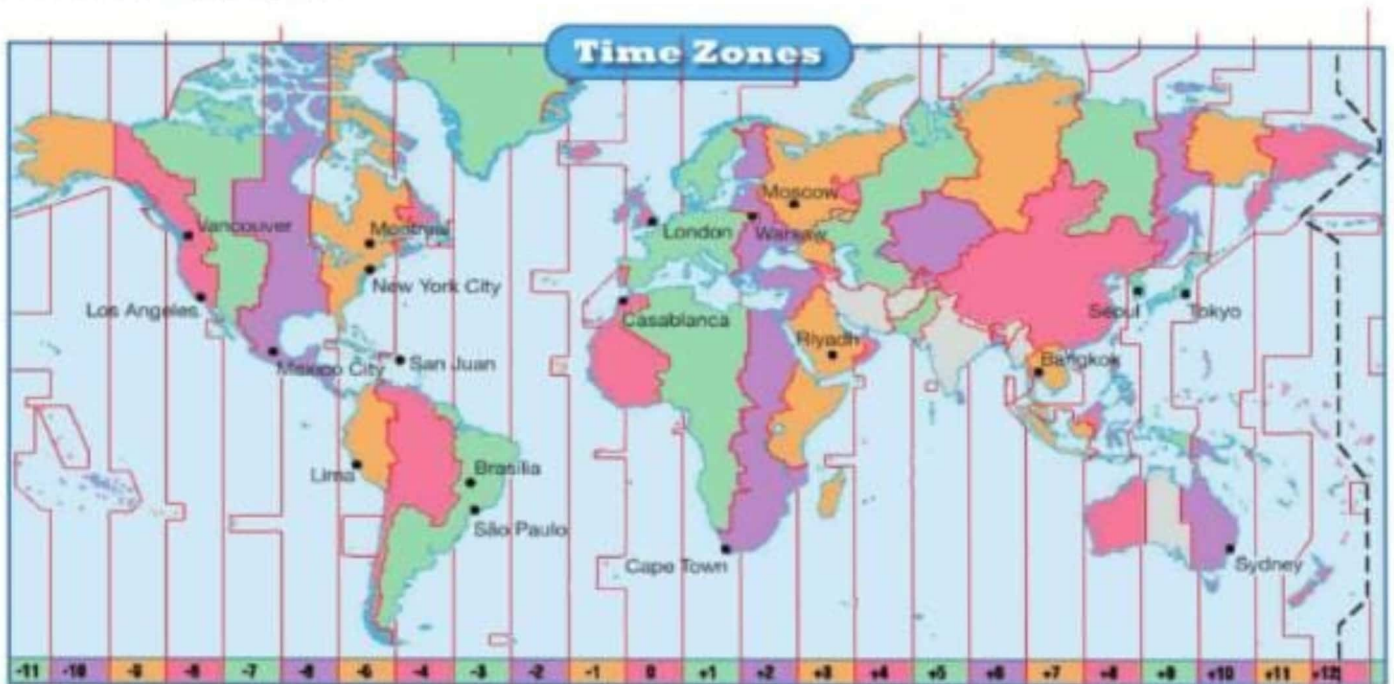 Time Zones
Moscow
Vancouver
Montreal
London
Warsaw
New York City
Los Angeles
Casablanca
Seoul
Tokyo
Riyadh
Bangkok
Mexico City
San Juan
Lima
Brasilia
São Paulo
Cape Town
Sydney
-11 -10 -9 -8 -7 -6 -5 -4 -3 -2 -1 0 +1 +2 +3 +4 +5 +6 +7 +8 +9 +10 +11 +12